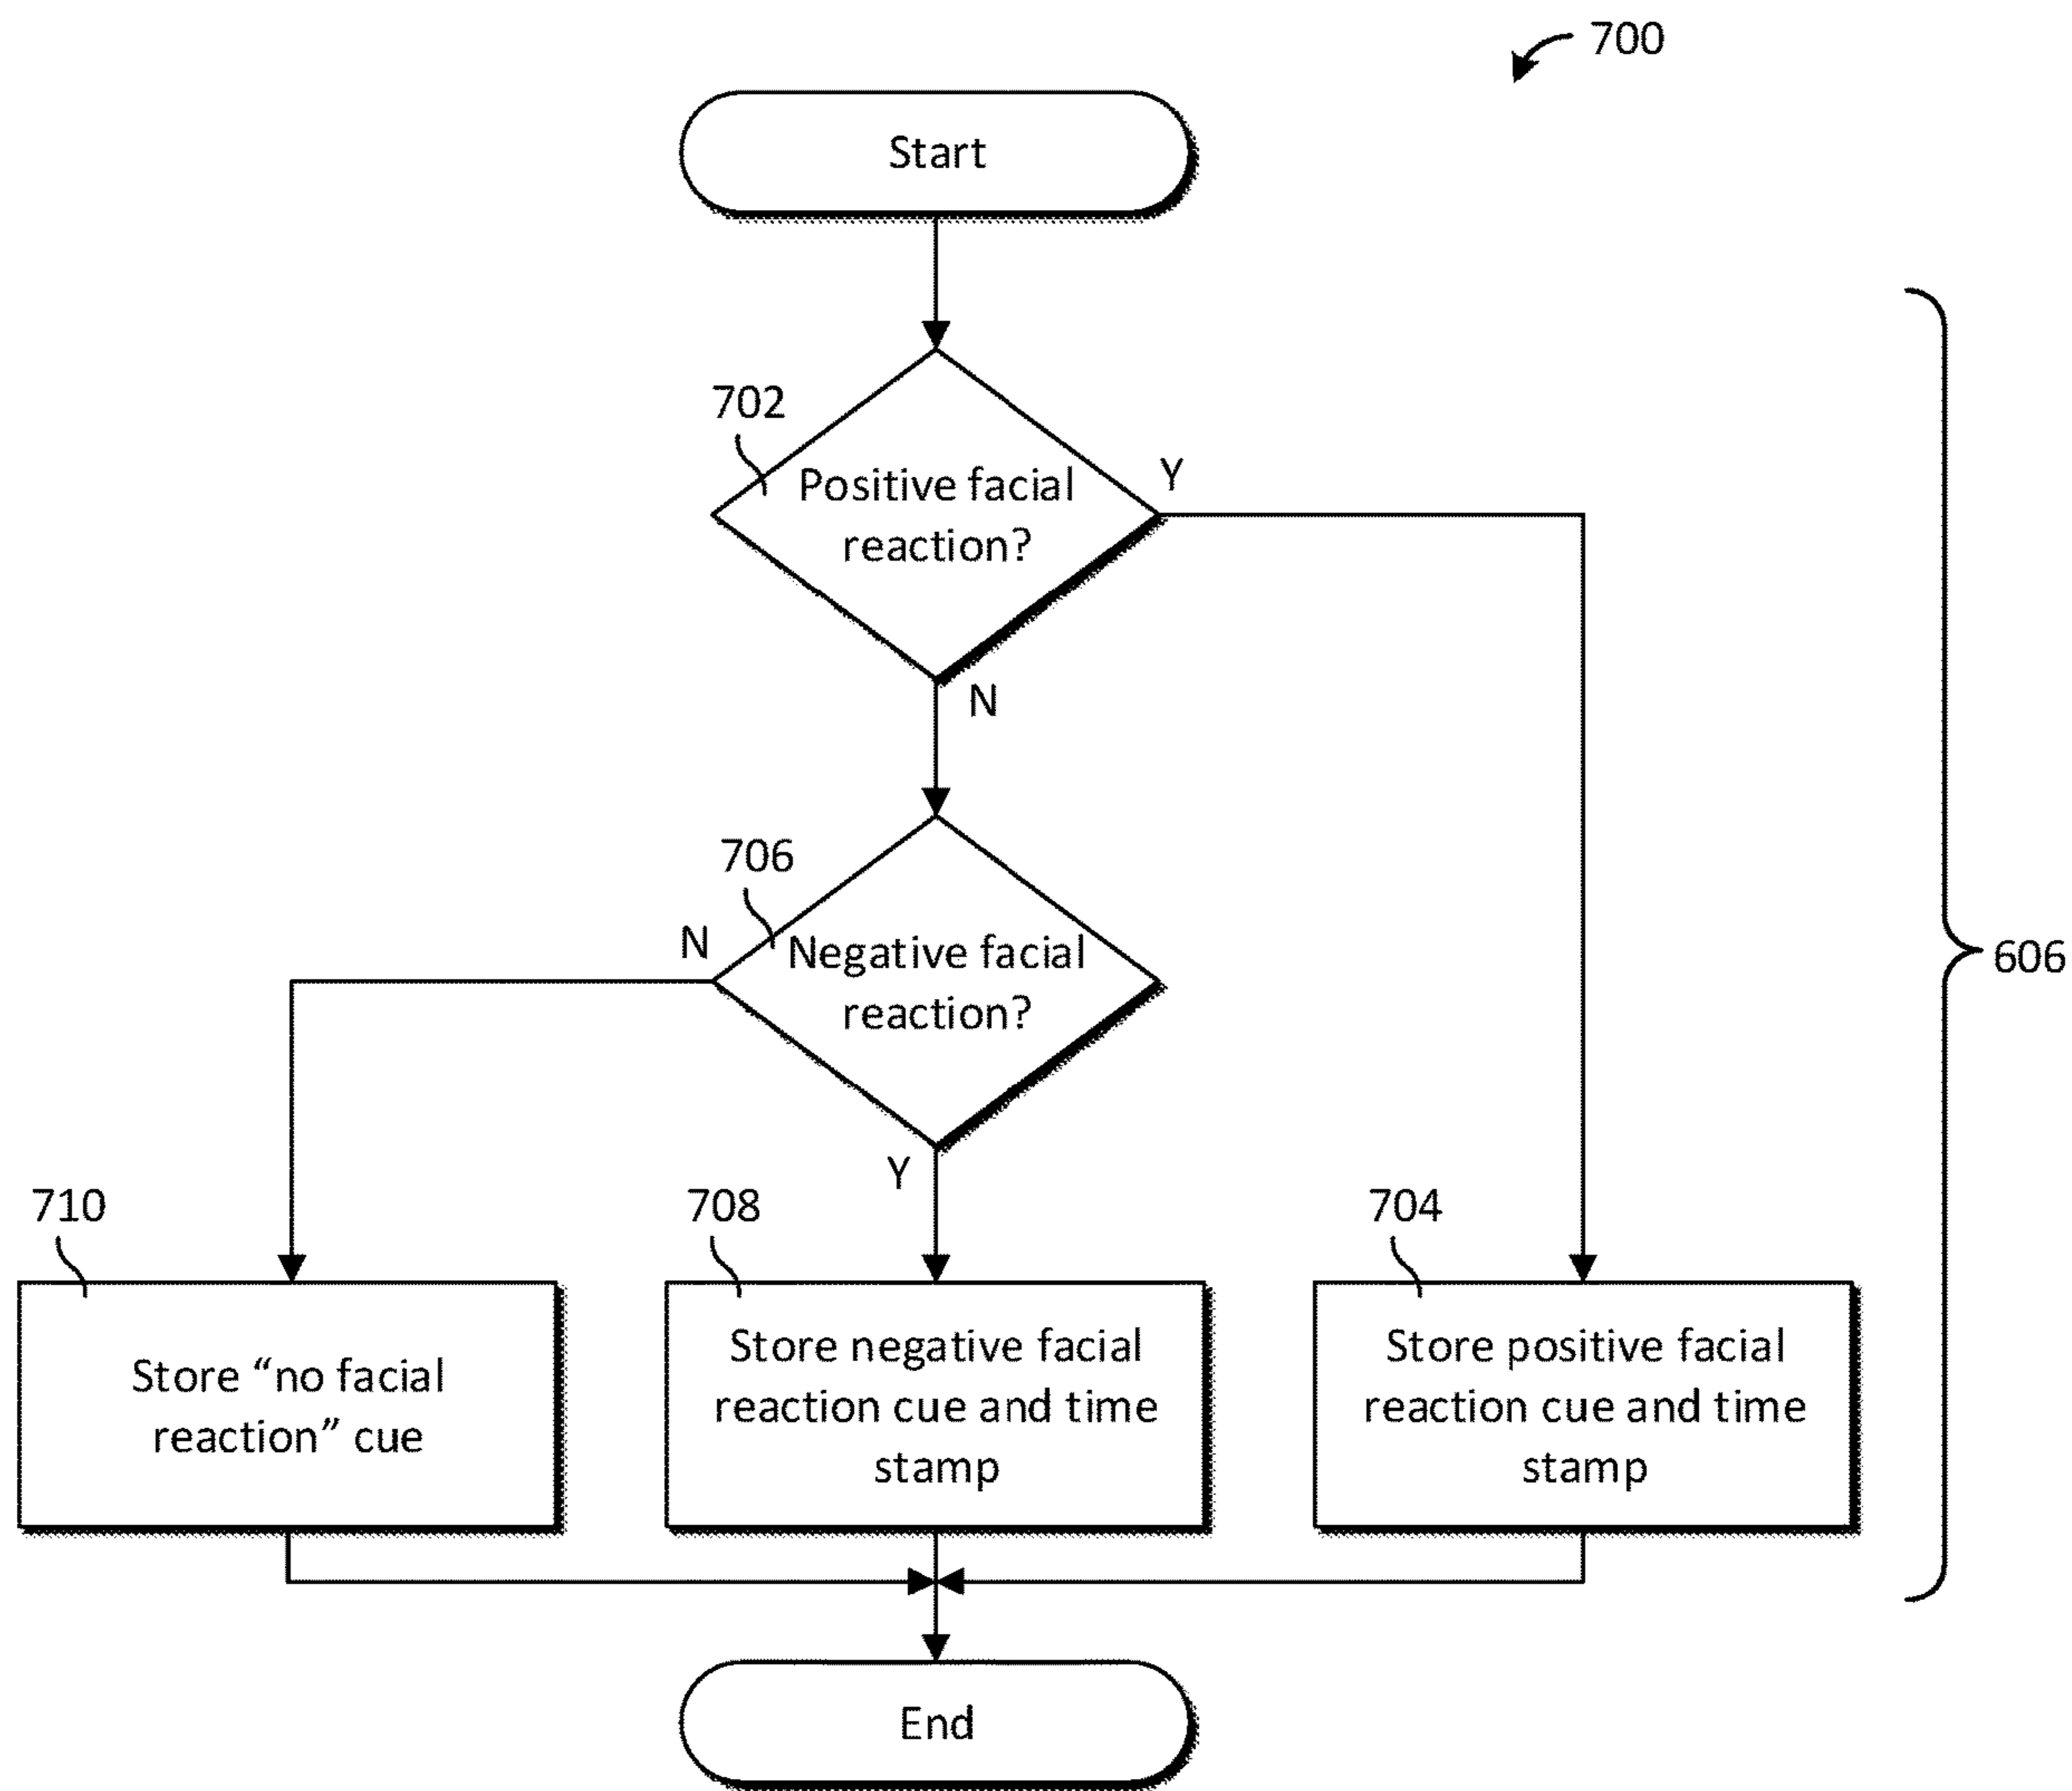 700
Start
702
Positive facial
reaction?
Y
N
706
N
Negative facial
reaction?
606
Y
710
708
704
Store “no facial
reaction” cue
Store negative facial
reaction cue and time
stamp
Store positive facial
reaction cue and time
stamp
End